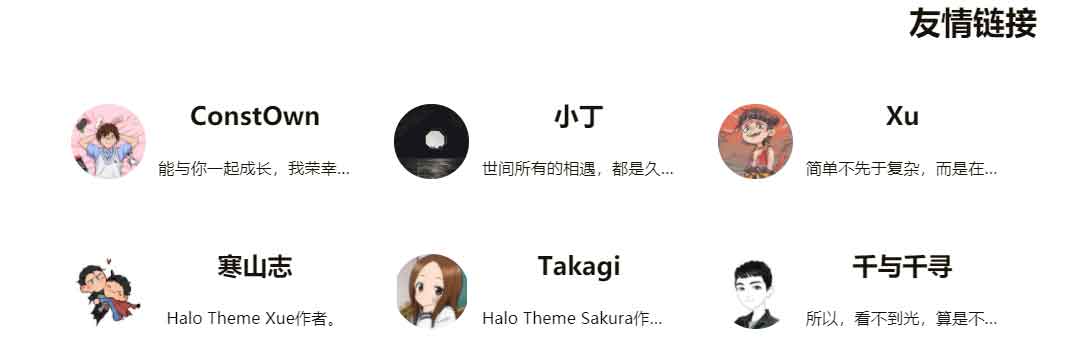 友情链接
ConstOwn
能与你一起成长，我荣幸...
小丁
世间所有的相遇，都是久...
Xu
简单不先于复杂，而是在...
寒山志
Halo Theme Xue作者。
Takagi
Halo Theme Sakura作...
千与千寻
所以，看不到光，算是不...